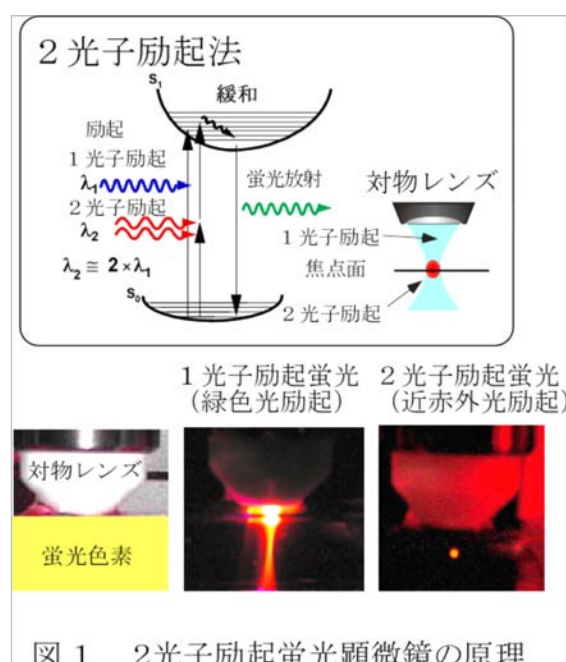 2光子励起法
S₁
緩和
励起
1光子励起
λ₁
蛍光放射
2光子励起
λ₂
λ₂ ≅ 2×λ₁
S₀
対物レンズ
1光子励起
焦点面
2光子励起
1光子励起蛍光
(緑色光励起)
2光子励起蛍光
(近赤外光励起)
対物レンズ
蛍光色素
図1 2光子励起蛍光顕微鏡の原理